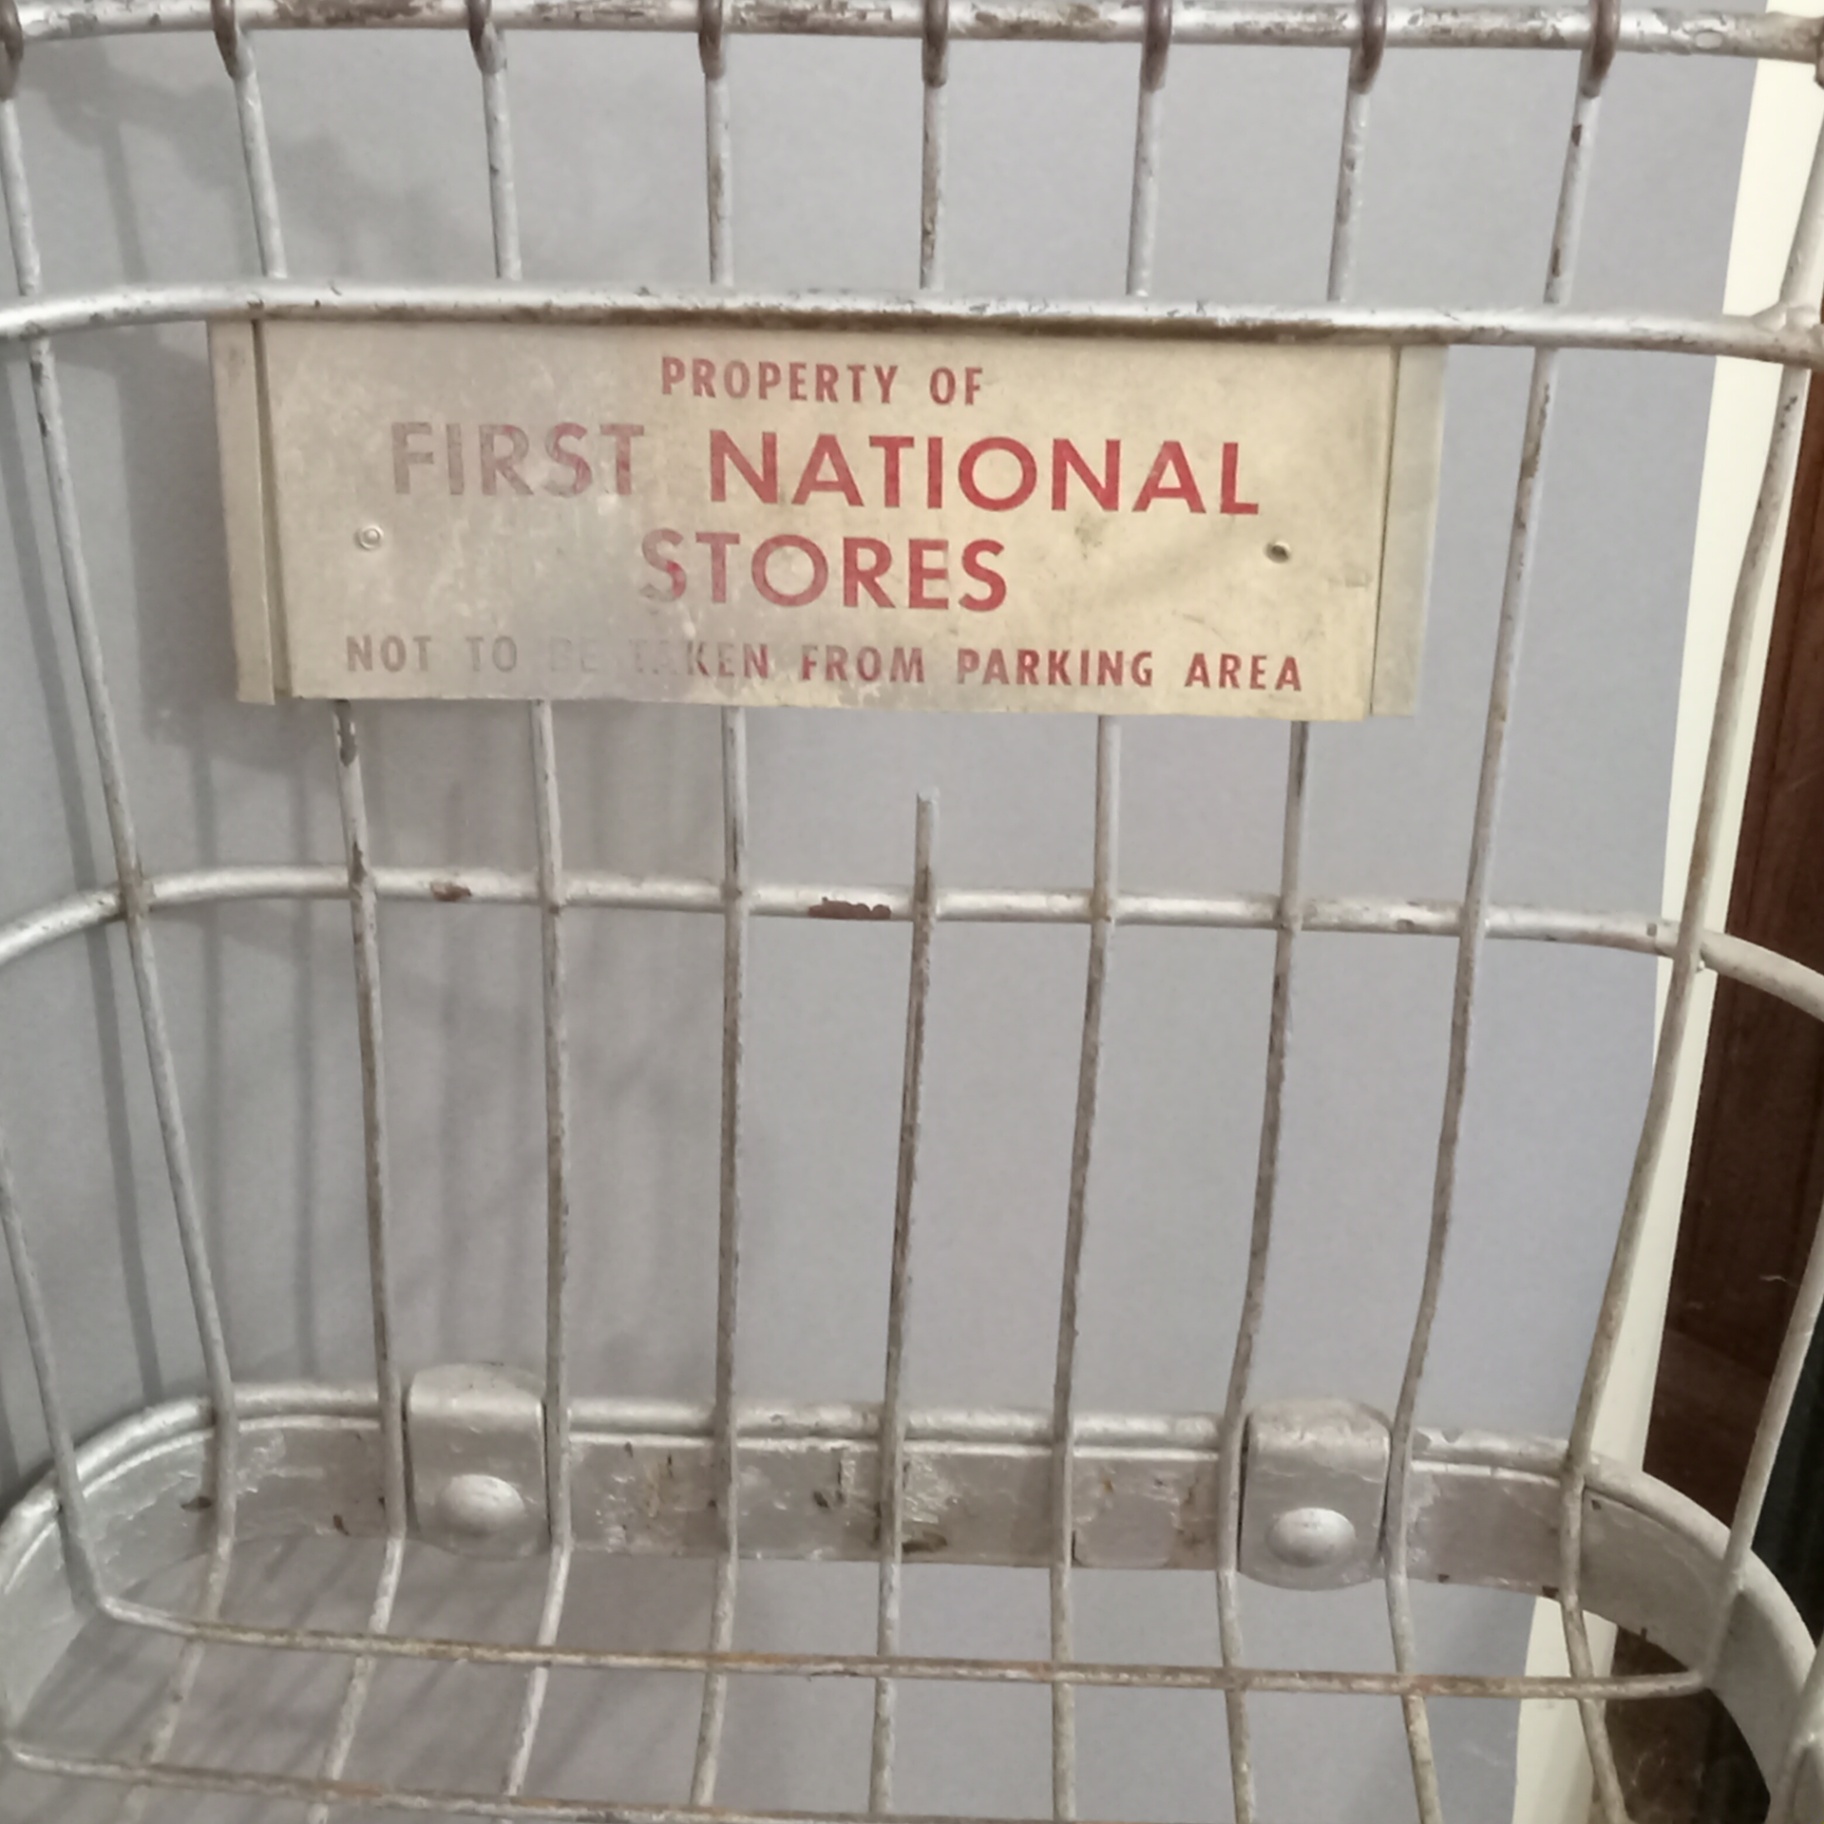 PROPERTY OF
FIRST NATIONAL
STORES
NOT TO BE TAKEN FROM PARKING AREA